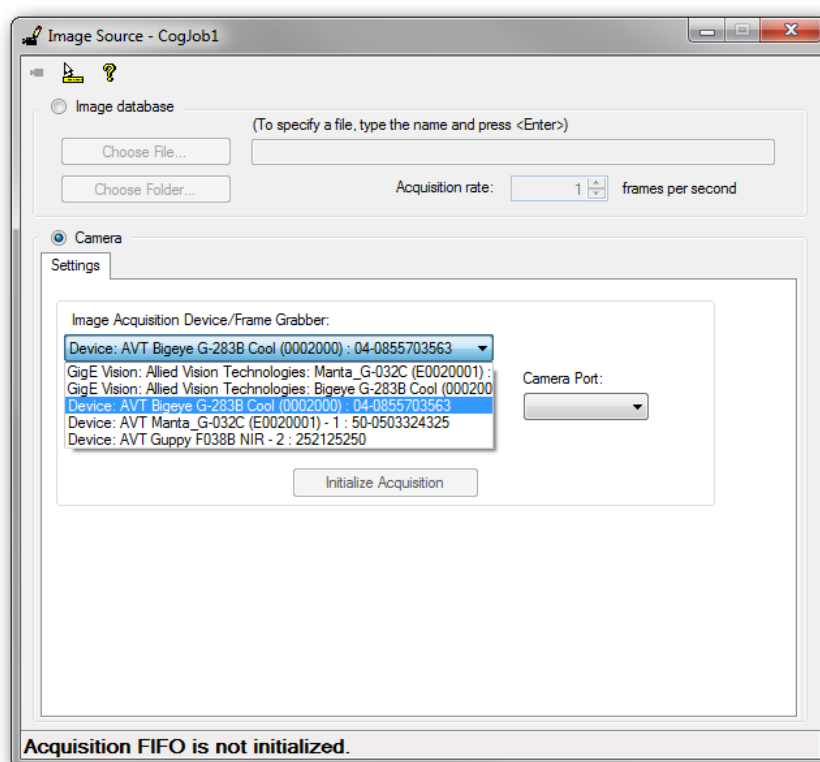 Image Source - CogJob1
Image database
(To specify a file, type the name and press <Enter>)
Choose File...
Choose Folder...
Acquisition rate: 1 frames per second
Camera
Settings
Image Acquisition Device/Frame Grabber:
Device: AVT Bigeye G-283B Cool (0002000) : 04-0855703563
GigE Vision: Allied Vision Technologies: Manta_G-032C (E0020001) :
GigE Vision: Allied Vision Technologies: Bigeye G-283B Cool (000200
Device: AVT Bigeye G-283B Cool (0002000) : 04-0855703563
Device: AVT Manta_G-032C (E0020001) - 1 : 50-0503324325
Device: AVT Guppy F038B NIR - 2 : 252125250
Camera Port:
Initialize Acquisition
Acquisition FIFO is not initialized.